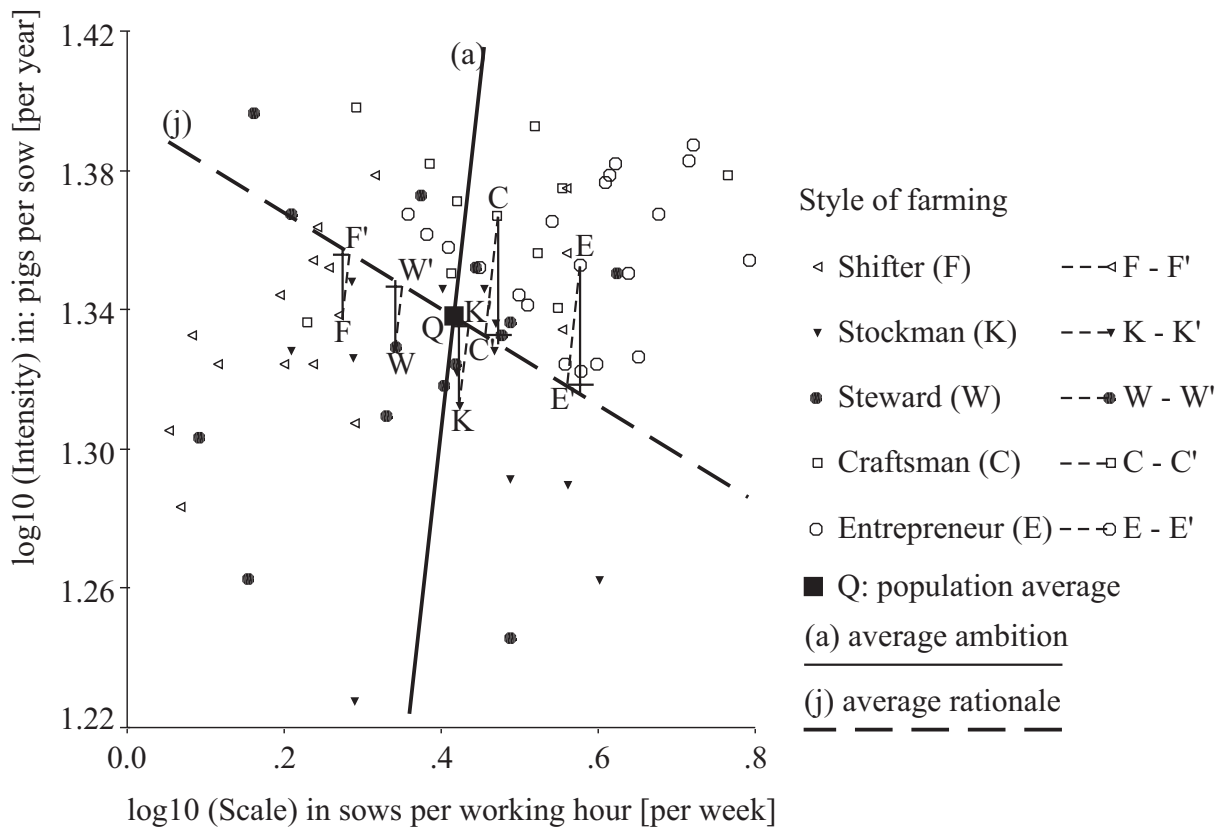 log10 (Intensity) in: pigs per sow [per year]
1.42
1.38
1.34
1.30
1.26
1.22
0.0
.2
.4
.6
.8
log10 (Scale) in sows per working hour [per week]
(a)
(j)
C
F'
E
W'
K
Q
F
W
C'
E'
K
Style of farming
Shifter (F)
F - F'
Stockman (K)
K - K'
Steward (W)
W - W'
Craftsman (C)
C - C'
Entrepreneur (E)
E - E'
Q: population average
(a) average ambition
(j) average rationale